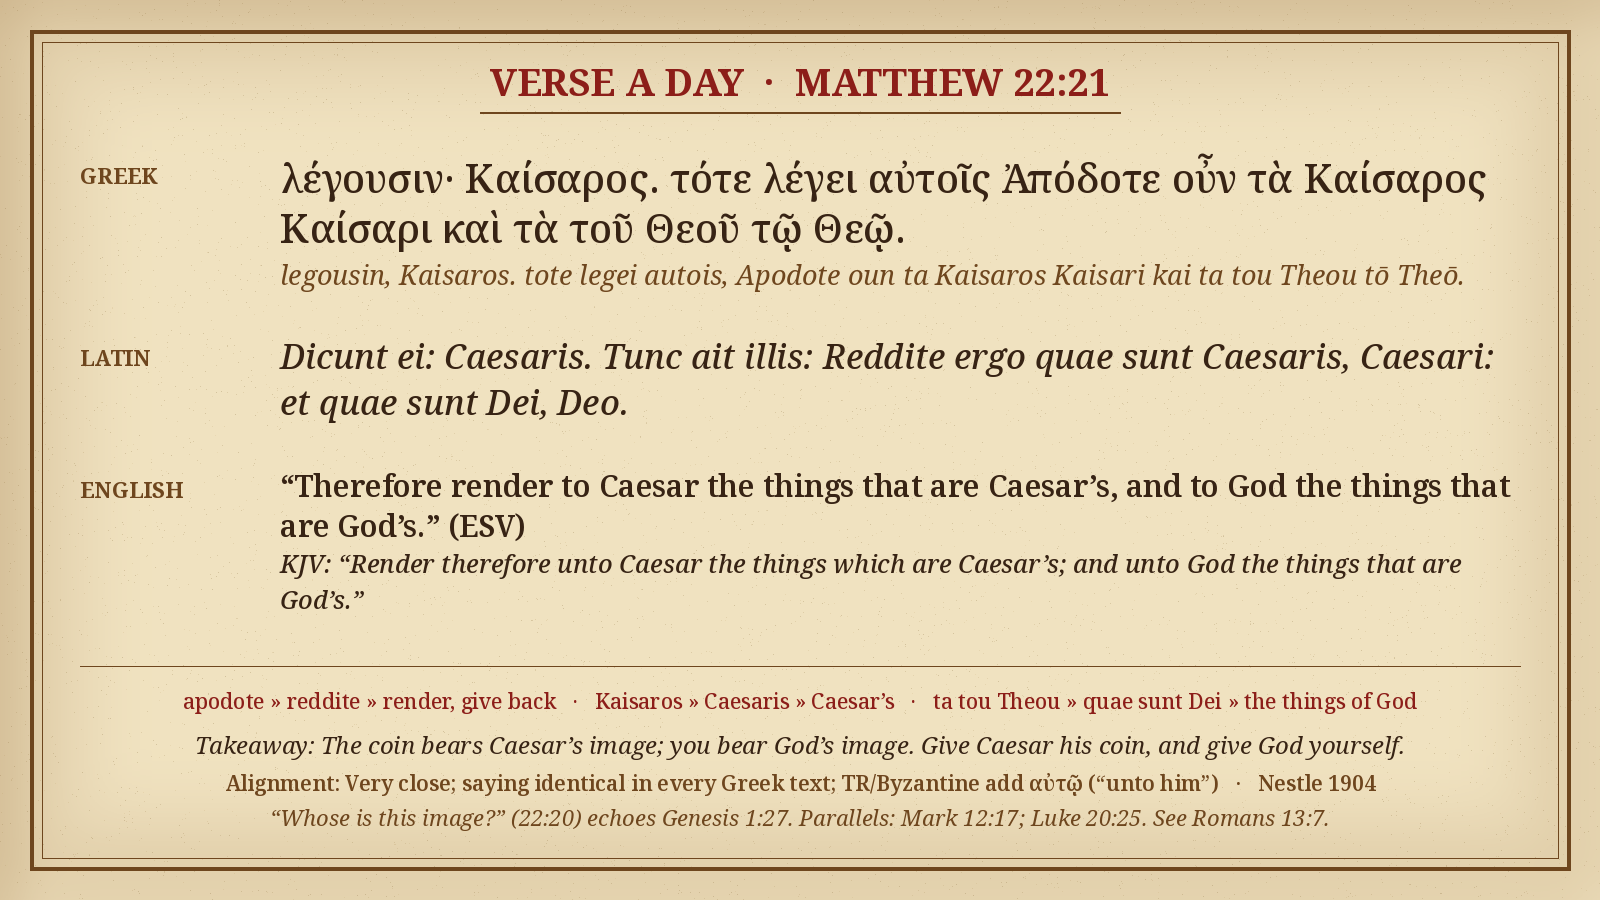 VERSE A DAY · MATTHEW 22:21
GREEK
λέγουσιν· Καίσαρος. τότε λέγει αὐτοῖς Ἀπόδοτε οὖν τὰ Καίσαρος
Καίσαρι καὶ τὰ τοῦ Θεοῦ τῷ Θεῷ.
legousin, Kaisaros. tote legei autois, Apodote oun ta Kaisaros Kaisari kai ta tou Theou tō Theō.
LATIN
Dicunt ei: Caesaris. Tunc ait illis: Reddite ergo quae sunt Caesaris, Caesari:
et quae sunt Dei, Deo.
ENGLISH
“Therefore render to Caesar the things that are Caesar’s, and to God the things that
are God’s.” (ESV)
KJV: “Render therefore unto Caesar the things which are Caesar’s; and unto God the things that are
God’s.”
apodote » reddite » render, give back · Kaisaros » Caesaris » Caesar’s · ta tou Theou » quae sunt Dei » the things of God
Takeaway: The coin bears Caesar’s image; you bear God’s image. Give Caesar his coin, and give God yourself.
Alignment: Very close; saying identical in every Greek text; TR/Byzantine add αὐτῷ (“unto him”) · Nestle 1904
“Whose is this image?” (22:20) echoes Genesis 1:27. Parallels: Mark 12:17; Luke 20:25. See Romans 13:7.